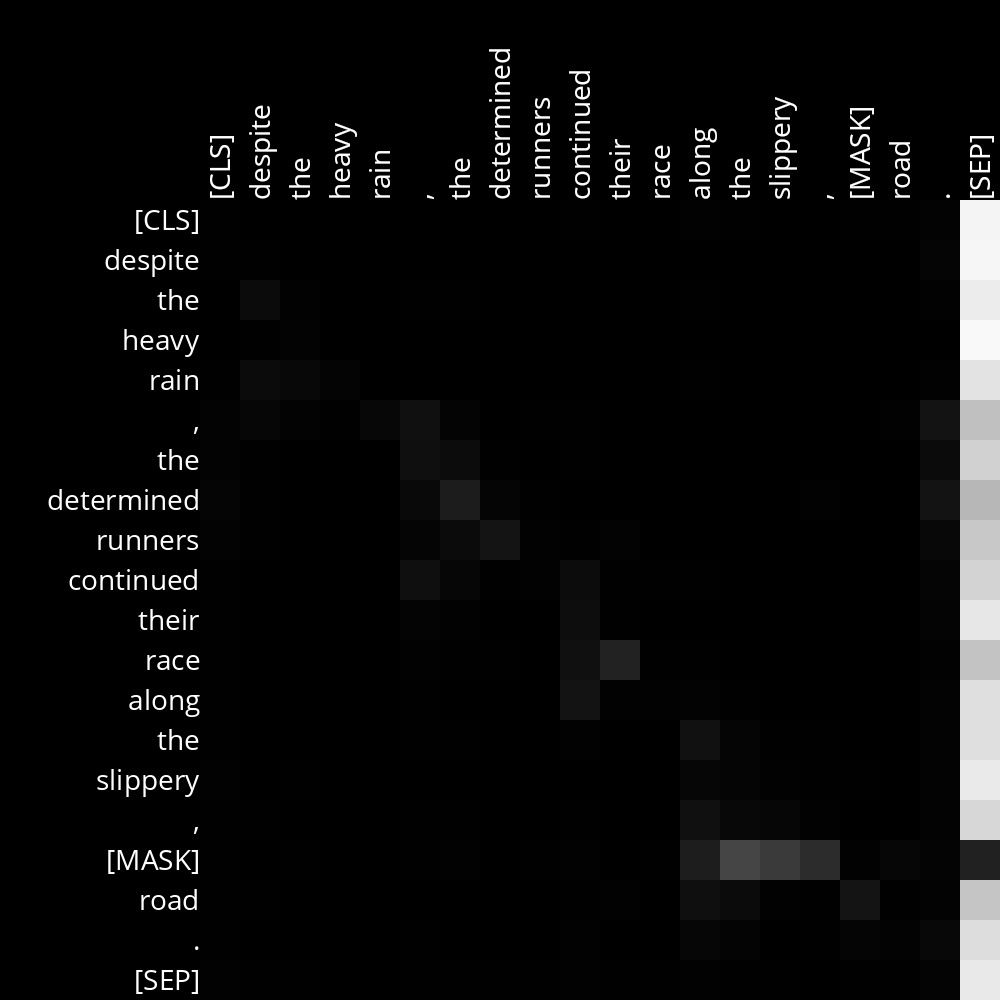 [CLS] despite the heavy rain , the determined runners continued their race along the slippery , [MASK] road . [SEP]
[CLS]
despite
the
heavy
rain
,
the
determined
runners
continued
their
race
along
the
slippery
,
[MASK]
road
.
[SEP]